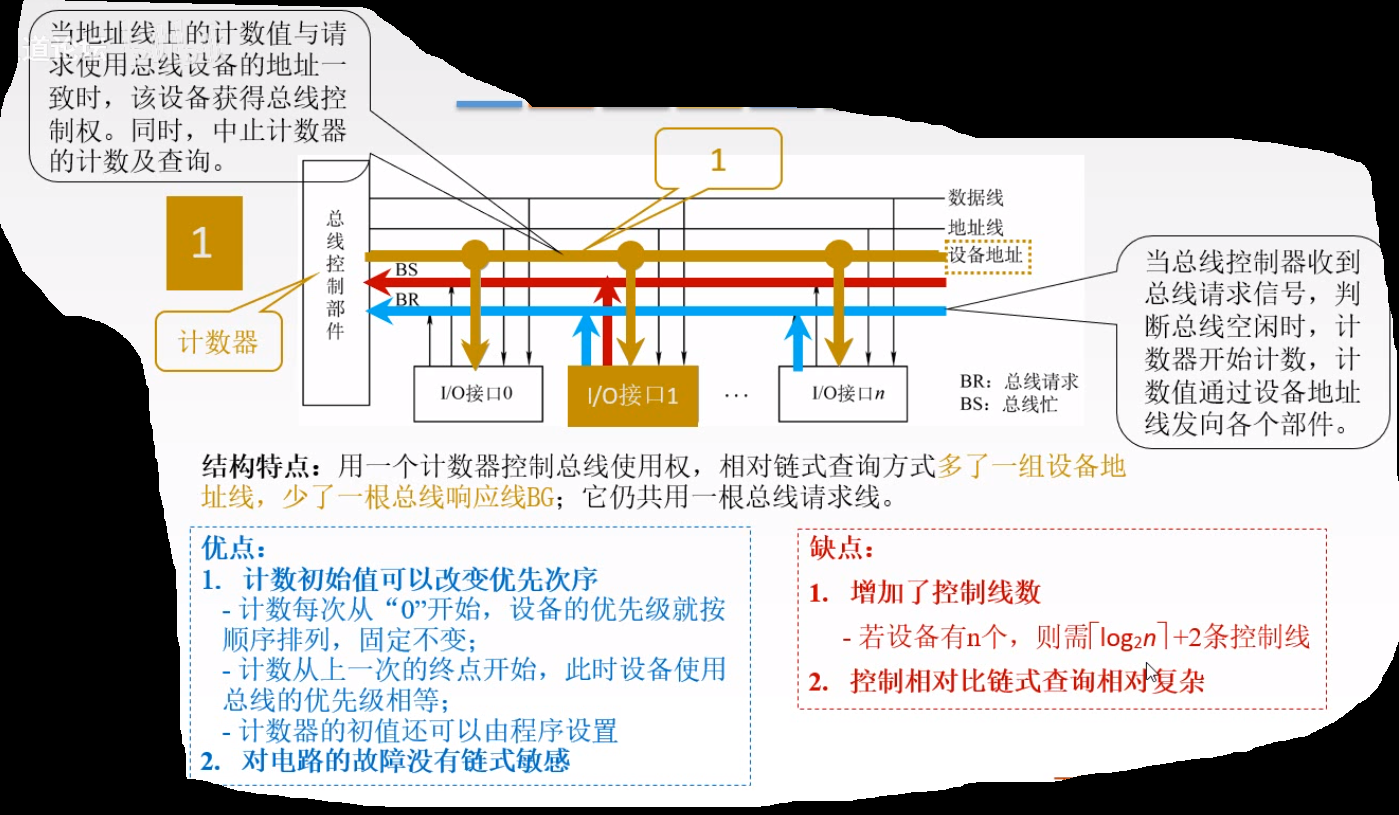 当地址线上的计数值与请
求使用总线设备的地址一
致时，该设备获得总线控
制权。同时，中止计数器
的计数及查询。
1
1
计数器
总
线
控
制
部
件
数据线
地址线
设备地址
BS
BR
I/O接口0
I/O接口1
…
I/O接口n
BR：总线请求
BS：总线忙
当总线控制器收到
总线请求信号，判
断总线空闲时，计
数器开始计数，计
数值通过设备地址
线发向各个部件。
结构特点：用一个计数器控制总线使用权，相对链式查询方式多了一组设备地
址线，少了一根总线响应线BG；它仍共用一根总线请求线。
优点：
1. 计数初始值可以改变优先次序
- 计数每次从“0”开始，设备的优先级就按
顺序排列，固定不变；
- 计数从上一次的终点开始，此时设备使用
总线的优先级相等；
- 计数器的初值还可以由程序设置
2. 对电路的故障没有链式敏感
缺点：
1. 增加了控制线数
- 若设备有n个，则需⌈log₂n⌉+2条控制线
2. 控制相对比链式查询相对复杂